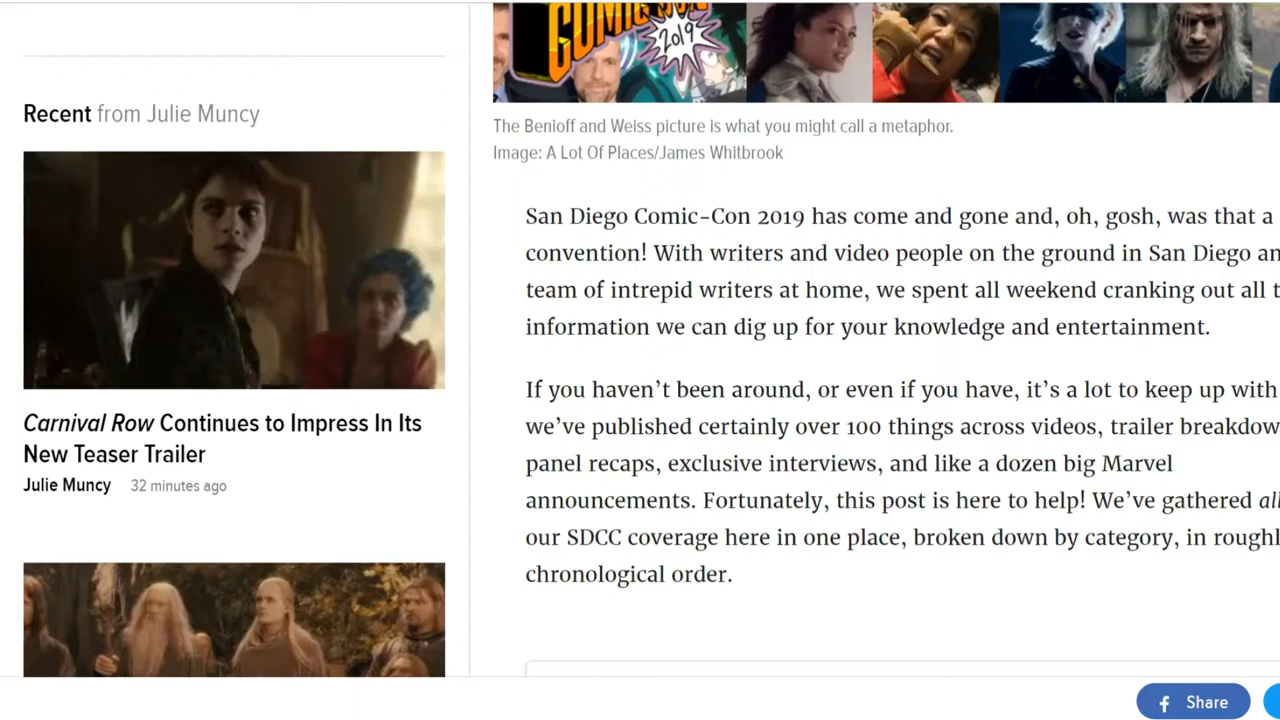 COMIC CON
2019
The Benioff and Weiss picture is what you might call a metaphor.
Image: A Lot Of Places/James Whitbrook
Recent from Julie Muncy
San Diego Comic-Con 2019 has come and gone and, oh, gosh, was that a
convention! With writers and video people on the ground in San Diego an
team of intrepid writers at home, we spent all weekend cranking out all t
information we can dig up for your knowledge and entertainment.
If you haven’t been around, or even if you have, it’s a lot to keep up with
we’ve published certainly over 100 things across videos, trailer breakdow
panel recaps, exclusive interviews, and like a dozen big Marvel
announcements. Fortunately, this post is here to help! We’ve gathered all
our SDCC coverage here in one place, broken down by category, in roughl
chronological order.
Carnival Row Continues to Impress In Its
New Teaser Trailer
Julie Muncy 32 minutes ago
Share